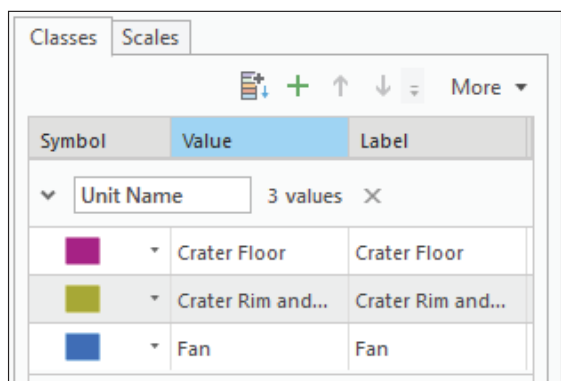 Classes Scales
More
Symbol Value Label
Unit Name 3 values
Crater Floor Crater Floor
Crater Rim and... Crater Rim and...
Fan Fan